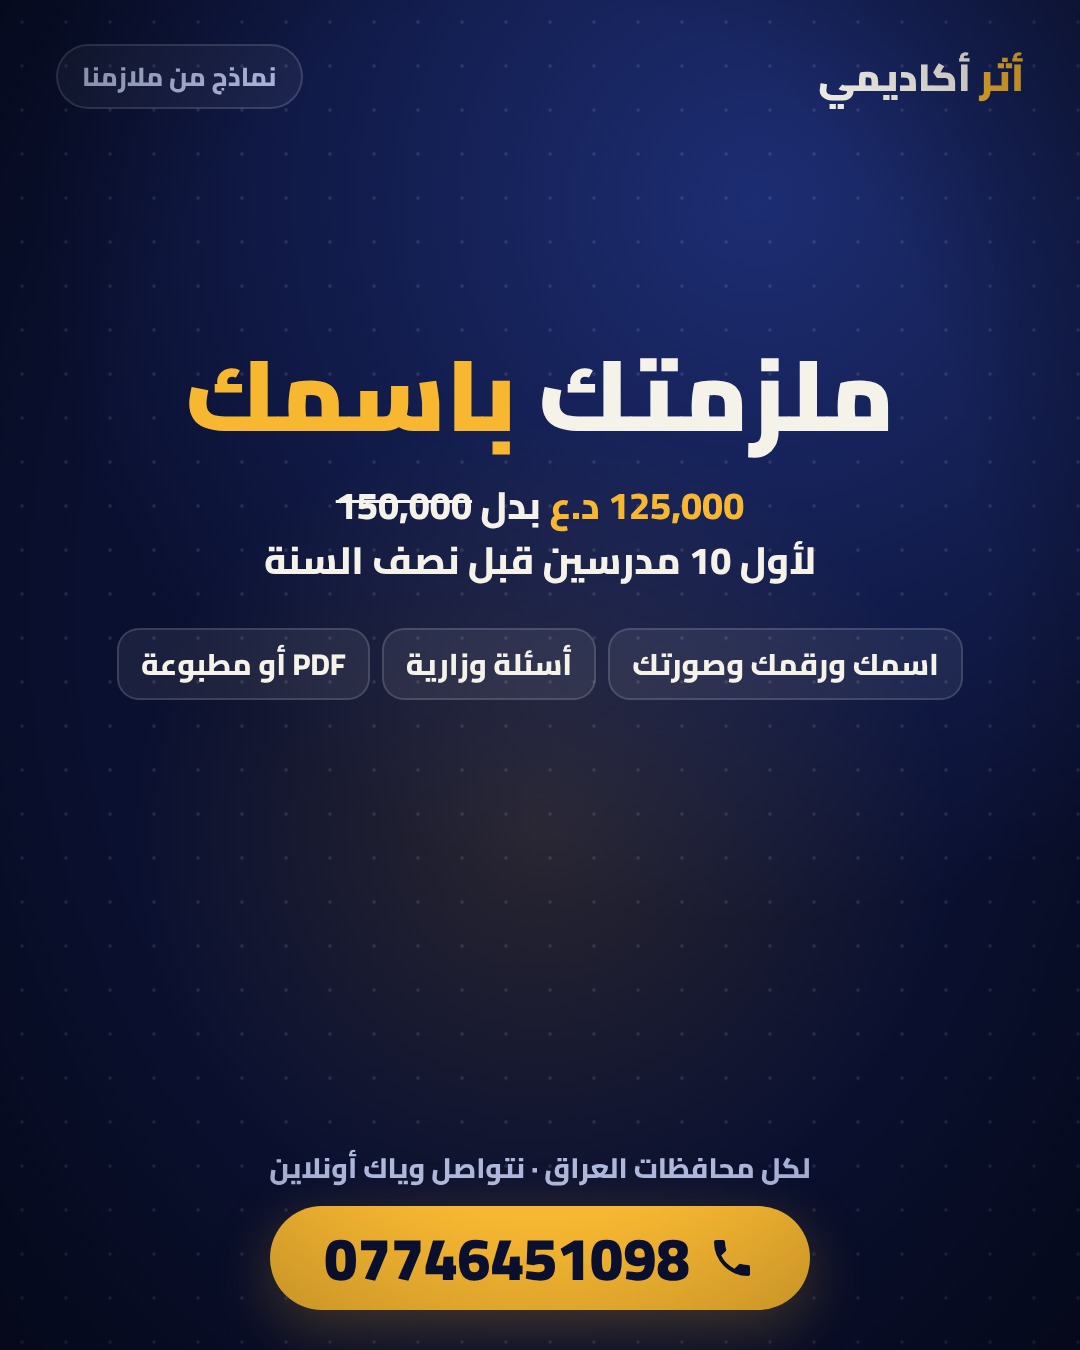 أثر أكاديمي
نماذج من ملازمنا
ملزمتك باسمك
125,000 د.ع بدل 150,000
لأول 10 مدرسين قبل نصف السنة
اسمك ورقمك وصورتك
أسئلة وزارية
PDF أو مطبوعة
لكل محافظات العراق · نتواصل وياك أونلاين
07746451098